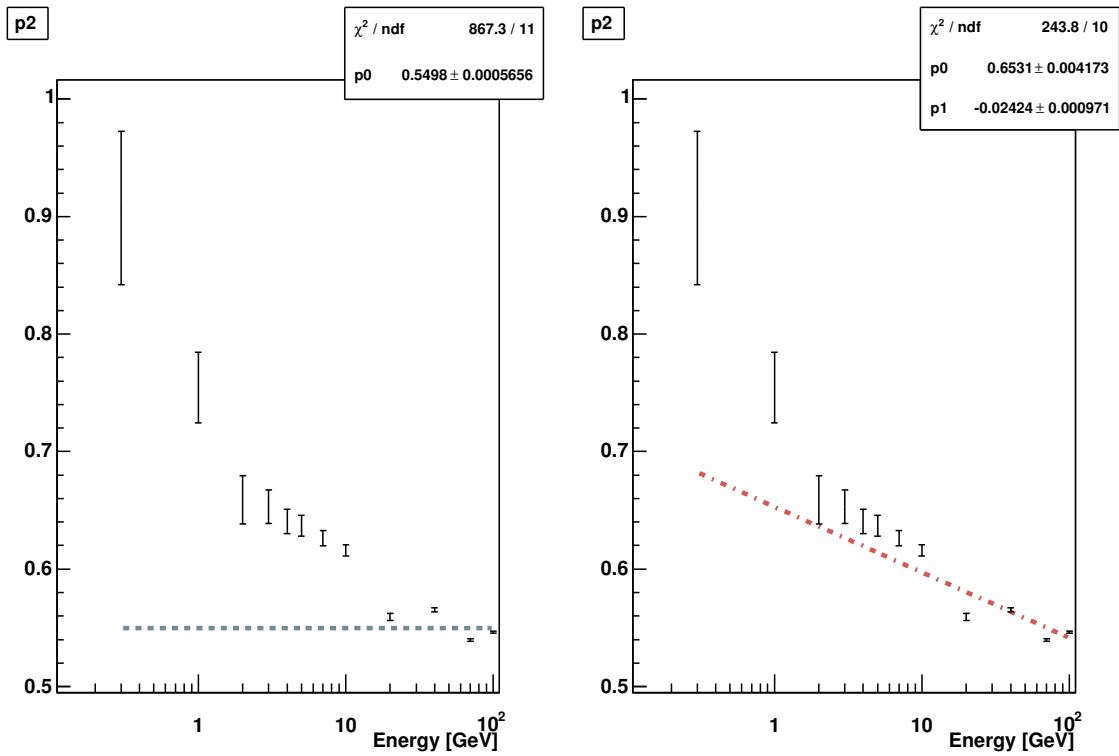 p2
χ² / ndf 867.3 / 11
p0 0.5498 ± 0.0005656
1
0.9
0.8
0.7
0.6
0.5
1 10 10²
Energy [GeV]
p2
χ² / ndf 243.8 / 10
p0 0.6531 ± 0.004173
p1 -0.02424 ± 0.000971
1
0.9
0.8
0.7
0.6
0.5
1 10 10²
Energy [GeV]